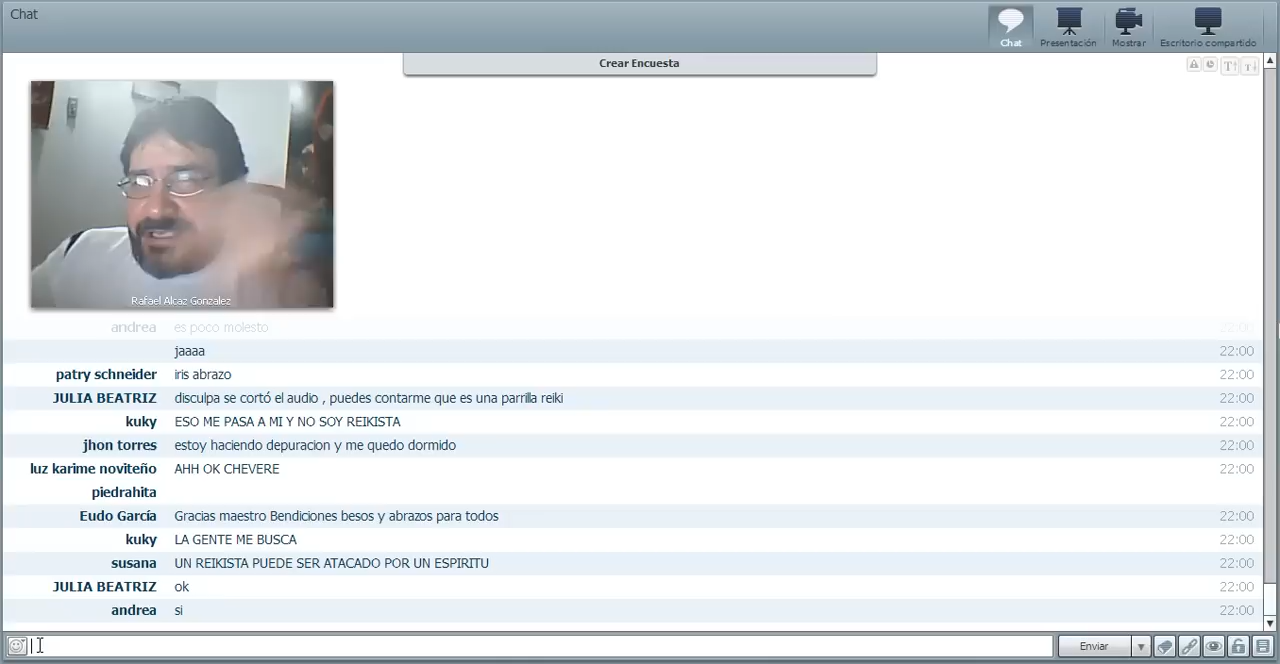 Chat
Chat
Presentación
Mostrar
Escritorio compartido
Crear Encuesta
Rafael Alcaz Gonzalez
andrea es poco molesto 22:00
jaaaa 22:00
patry schneider iris abrazo 22:00
JULIA BEATRIZ disculpa se cortó el audio , puedes contarme que es una parrilla reiki 22:00
kuky ESO ME PASA A MI Y NO SOY REIKISTA 22:00
jhon torres estoy haciendo depuracion y me quedo dormido 22:00
luz karime noviteño AHH OK CHEVERE 22:00
piedrahita
Eudo García Gracias maestro Bendiciones besos y abrazos para todos 22:00
kuky LA GENTE ME BUSCA 22:00
susana UN REIKISTA PUEDE SER ATACADO POR UN ESPIRITU 22:00
JULIA BEATRIZ ok 22:00
andrea si 22:00
Enviar